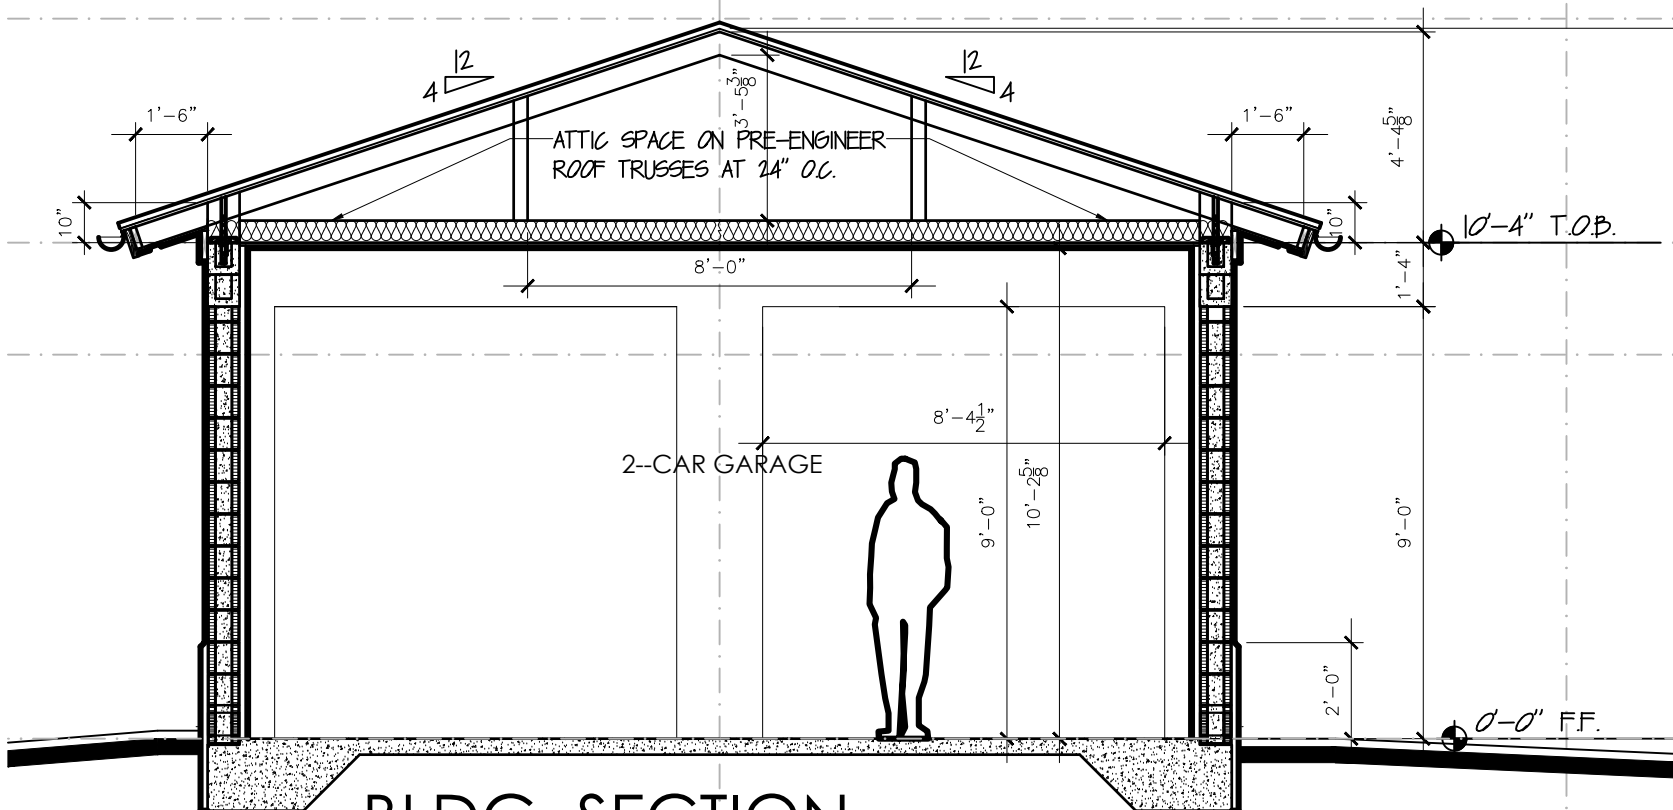 12
4
12
4
1'-6"
3'-5 3/8"
1'-6"
4'-4 5/8"
ATTIC SPACE ON PRE-ENGINEER
ROOF TRUSSES AT 24" O.C.
10"
10"
10'-4" T.O.B.
8'-0"
1'-4"
8'-4 1/2"
2--CAR GARAGE
9'-0"
10'-2 5/8"
9'-0"
2'-0"
0'-0" F.F.
BLDG. SECTION